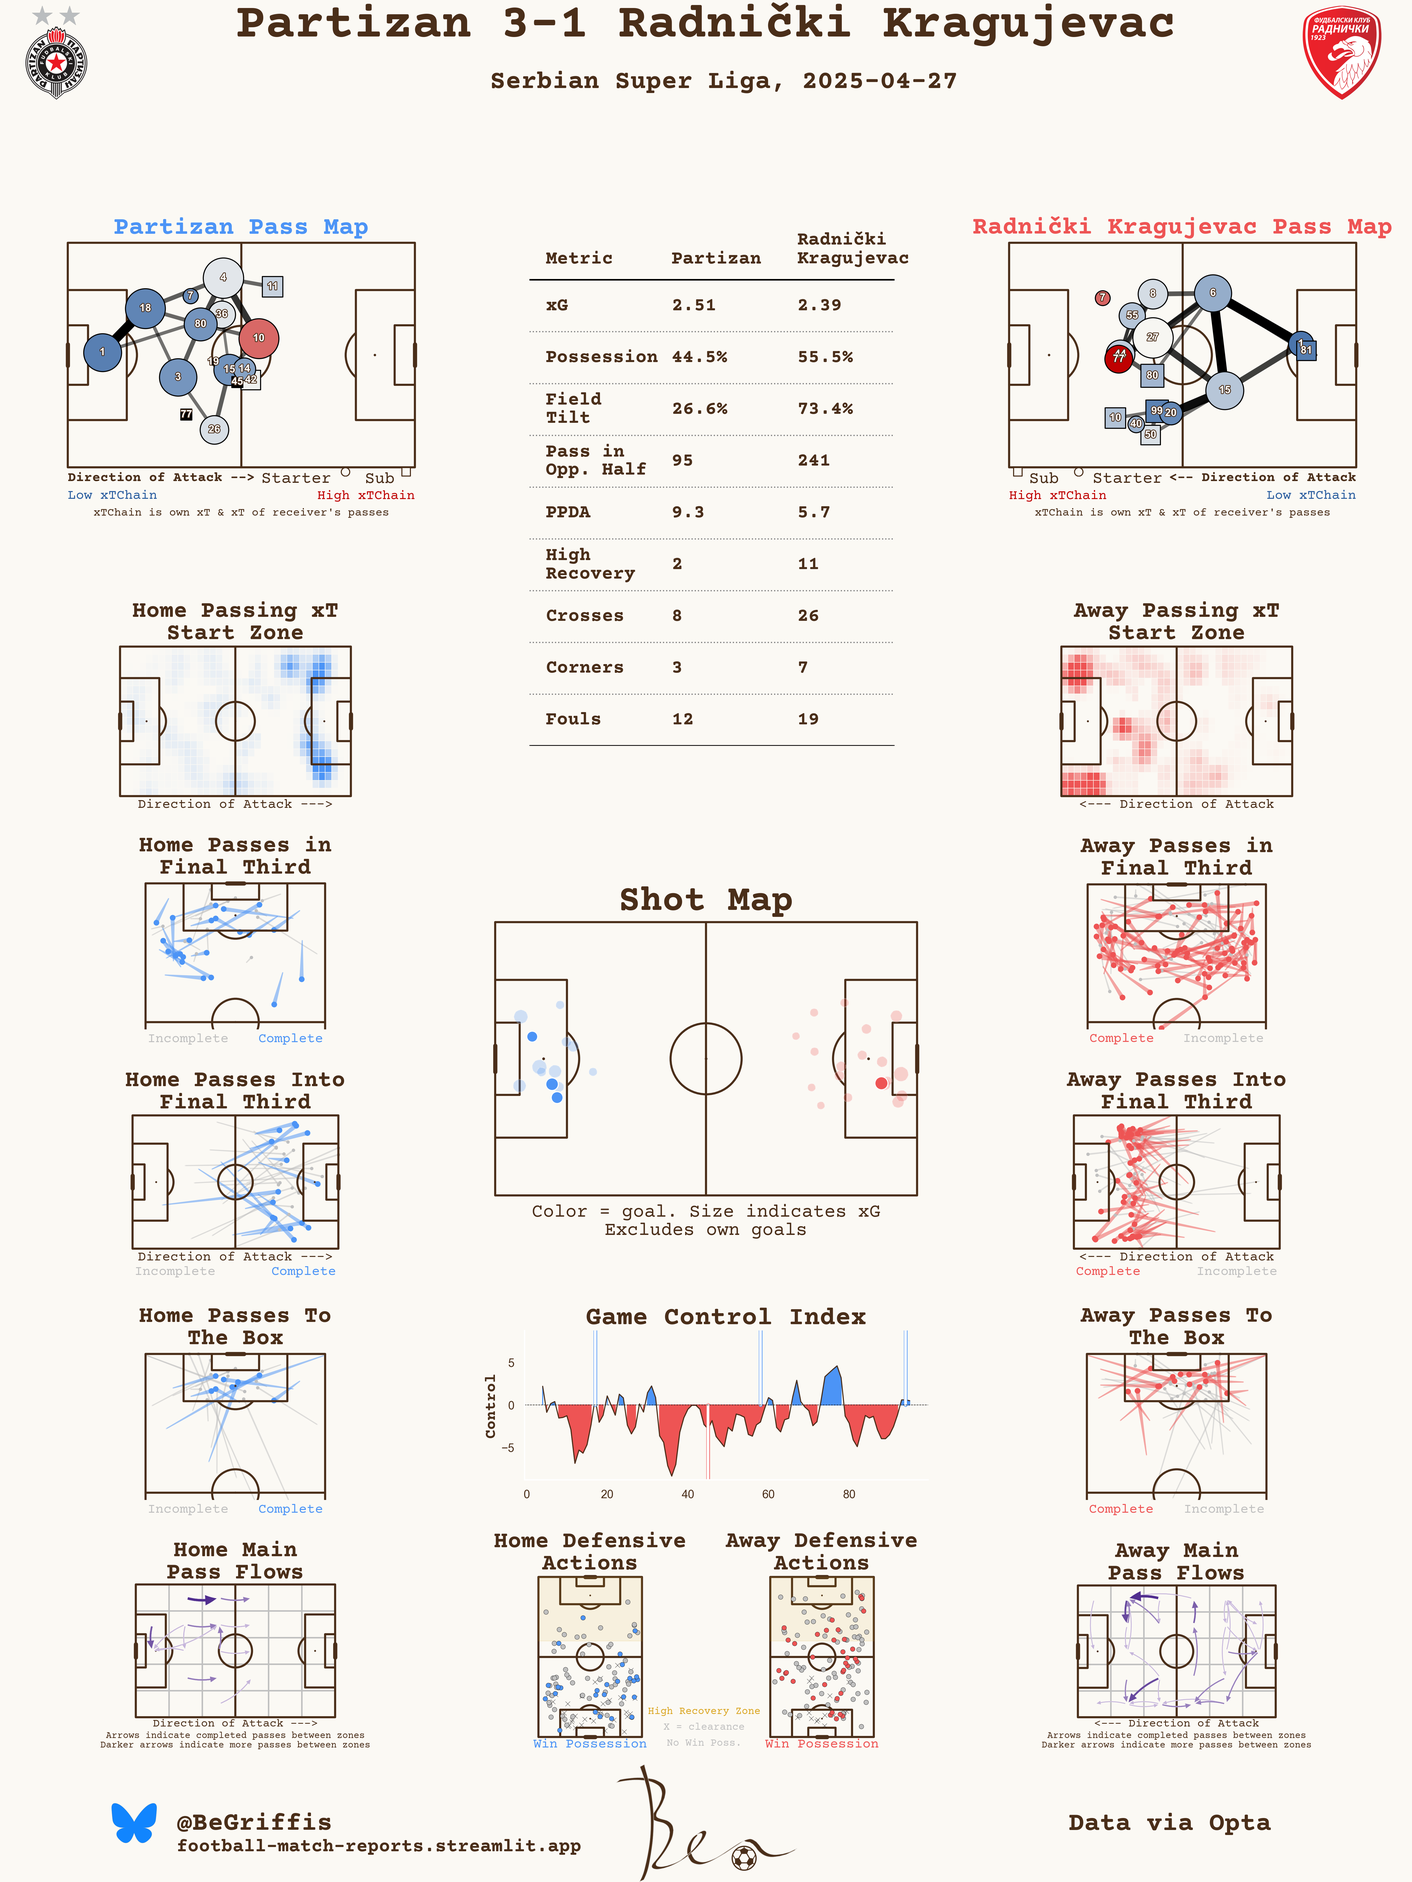 Partizan 3-1 Radnički Kragujevac
Serbian Super Liga, 2025-04-27
PARTIZAN
ПАРТИЗАН
FUDBALSKI
KLUB
ФУДБАЛСКИ КЛУБ
РАДНИЧКИ
1923
Partizan Pass Map
4
11
7
18
36
80
10
1
19
15
14
3
45
42
77
26
Direction of Attack --> Starter Sub
Low xTChain High xTChain
xTChain is own xT & xT of receiver's passes
Metric Partizan Radnički
Kragujevac
xG 2.51 2.39
Possession 44.5% 55.5%
Field
Tilt 26.6% 73.4%
Pass in
Opp. Half 95 241
PPDA 9.3 5.7
High
Recovery 2 11
Crosses 8 26
Corners 3 7
Fouls 12 19
Radnički Kragujevac Pass Map
7
8
6
55
27
1
81
44
77
80
15
10
99
20
40
50
Sub Starter <-- Direction of Attack
High xTChain Low xTChain
xTChain is own xT & xT of receiver's passes
Home Passing xT
Start Zone
Direction of Attack --->
Away Passing xT
Start Zone
<--- Direction of Attack
Home Passes in
Final Third
Incomplete Complete
Away Passes in
Final Third
Complete Incomplete
Shot Map
Color = goal. Size indicates xG
Excludes own goals
Home Passes Into
Final Third
Direction of Attack --->
Incomplete Complete
Away Passes Into
Final Third
<--- Direction of Attack
Complete Incomplete
Home Passes To
The Box
Incomplete Complete
Game Control Index
Control
5
0
−5
0 20 40 60 80
Away Passes To
The Box
Complete Incomplete
Home Main
Pass Flows
Direction of Attack --->
Arrows indicate completed passes between zones
Darker arrows indicate more passes between zones
Home Defensive
Actions
Win Possession
High Recovery Zone
X = clearance
No Win Poss.
Away Defensive
Actions
Win Possession
Away Main
Pass Flows
<--- Direction of Attack
Arrows indicate completed passes between zones
Darker arrows indicate more passes between zones
@BeGriffis
football-match-reports.streamlit.app
Ben
Data via Opta